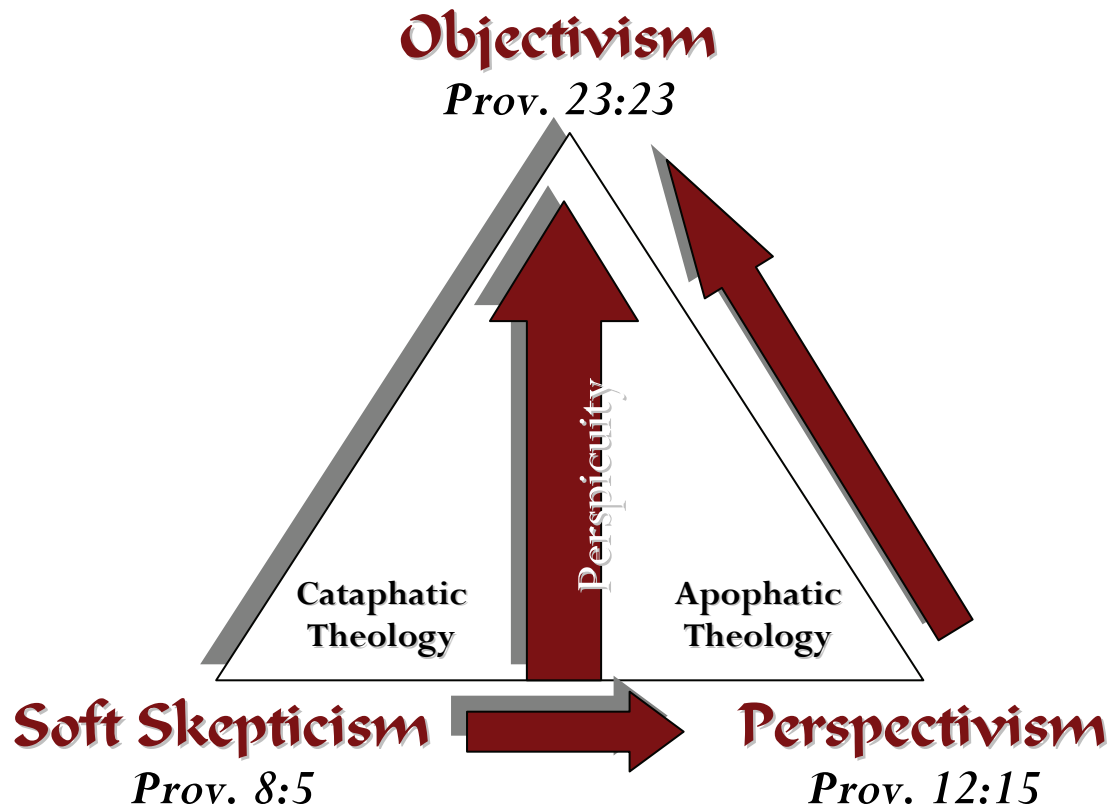 Objectivism
Prov. 23:23
Perspicuity
Cataphatic
Theology
Apophatic
Theology
Soft Skepticism
Prov. 8:5
Perspectivism
Prov. 12:15